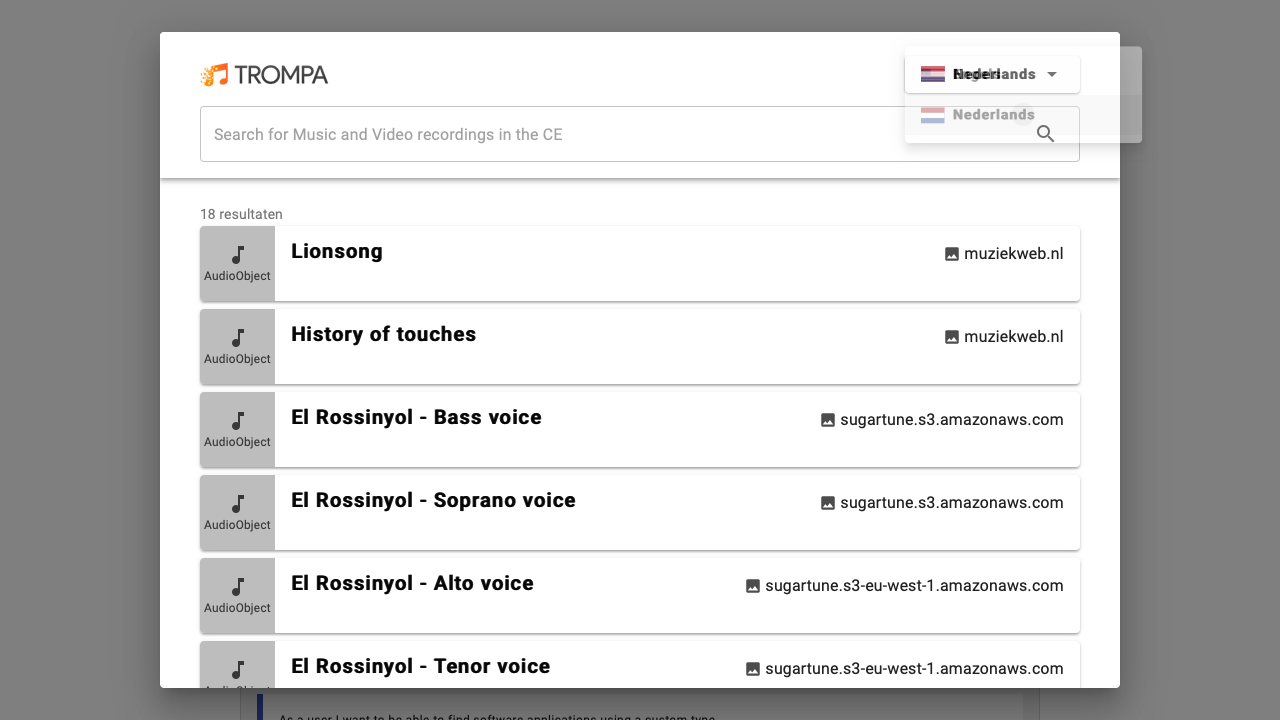 TROMPA
Nederlands
Nederlands
Search for Music and Video recordings in the CE
18 resultaten
AudioObject
Lionsong
muziekweb.nl
AudioObject
History of touches
muziekweb.nl
AudioObject
El Rossinyol - Bass voice
sugartune.s3.amazonaws.com
AudioObject
El Rossinyol - Soprano voice
sugartune.s3.amazonaws.com
AudioObject
El Rossinyol - Alto voice
sugartune.s3-eu-west-1.amazonaws.com
El Rossinyol - Tenor voice
sugartune.s3-eu-west-1.amazonaws.com
As a user I want to be able to find software applications using a custom type